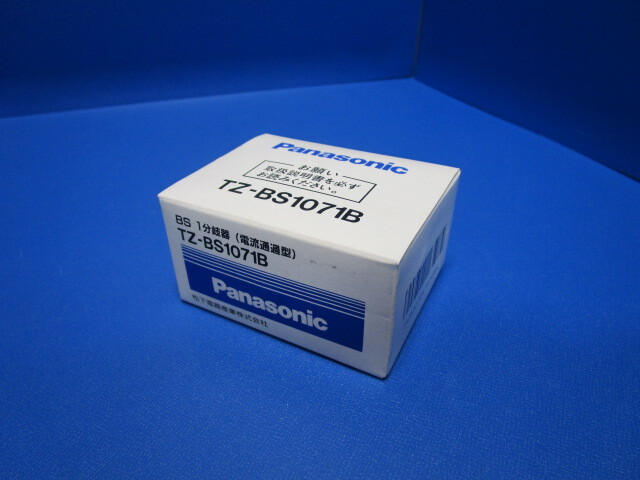 Panasonic
お願い
取扱説明書を必ず
お読みください。
TZ-BS1071B
BS 1分岐器 (電流通過型)
TZ-BS1071B
Panasonic
松下電器産業株式会社